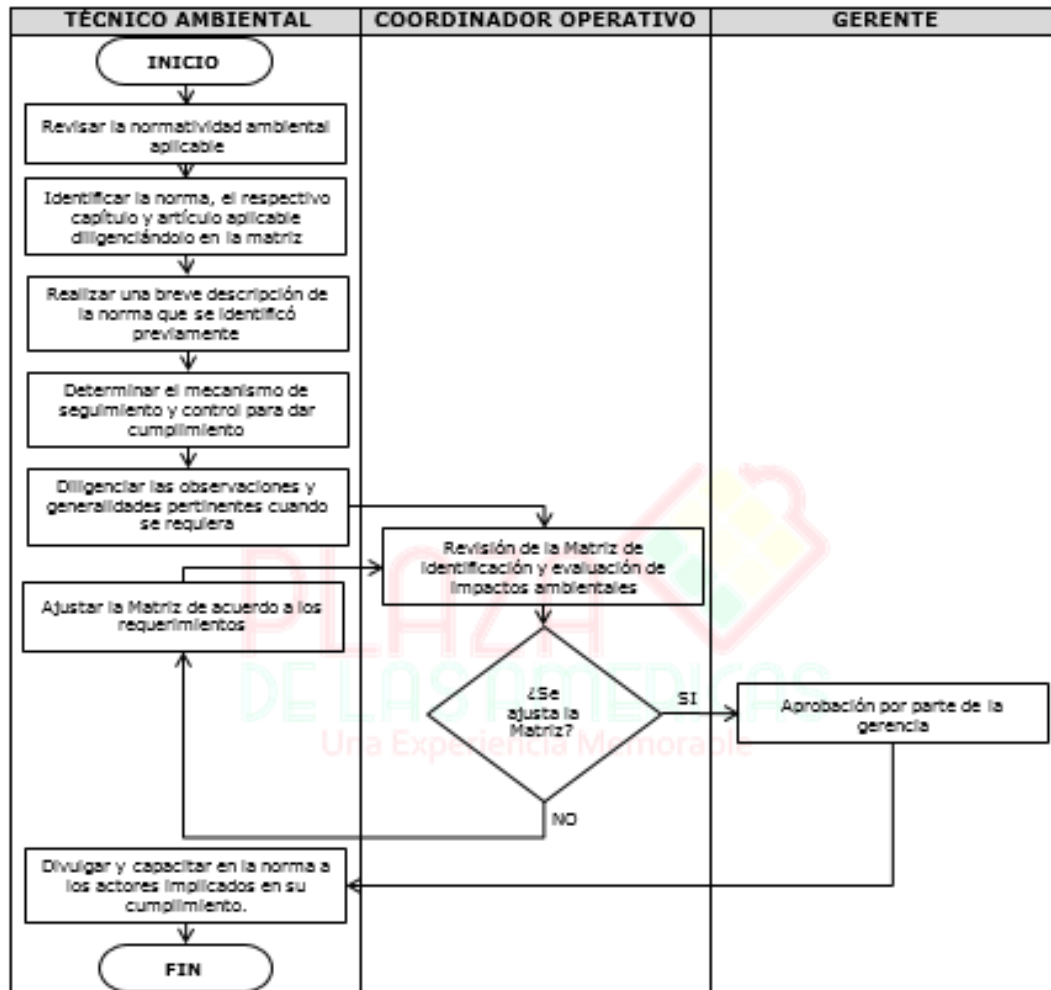 TÉCNICO AMBIENTAL
COORDINADOR OPERATIVO
GERENTE
INICIO
Revisar la normatividad ambiental
aplicable
Identificar la norma, el respectivo
capítulo y artículo aplicable
diligenciándolo en la matriz
Realizar una breve descripción de
la norma que se identificó
previamente
Determinar el mecanismo de
seguimiento y control para dar
cumplimiento
Diligenciar las observaciones y
generalidades pertinentes cuando
se requiera
Revisión de la Matriz de
identificación y evaluación de
impactos ambientales
Ajustar la Matriz de acuerdo a los
requerimientos
¿Se
ajusta la
Matriz?
SI
Aprobación por parte de la
gerencia
NO
Divulgar y capacitar en la norma a
los actores implicados en su
cumplimiento.
FIN
PLAZA
DE LAS AMERICAS
Una Experiencia Memorable